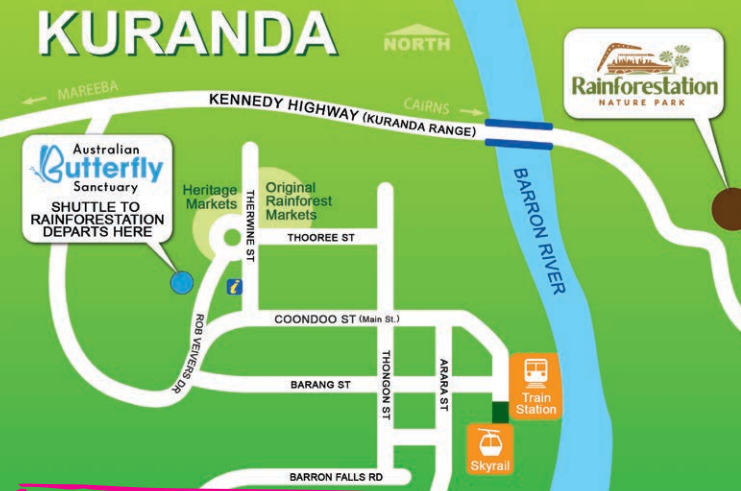 KURANDA
NORTH
MAREEBA
KENNEDY HIGHWAY (KURANDA RANGE)
CAIRNS
Rainforestation
NATURE PARK
Australian
Butterfly
Sanctuary
SHUTTLE TO
RAINFORESTATION
DEPARTS HERE
Heritage
Markets
THERWINE ST
Original
Rainforest
Markets
THOOREE ST
BARRON RIVER
i
COONDOO ST (Main St.)
ROB VEIVERS DR
BARANG ST
THONGON ST
ARARA ST
Train
Station
Skyrail
BARRON FALLS RD